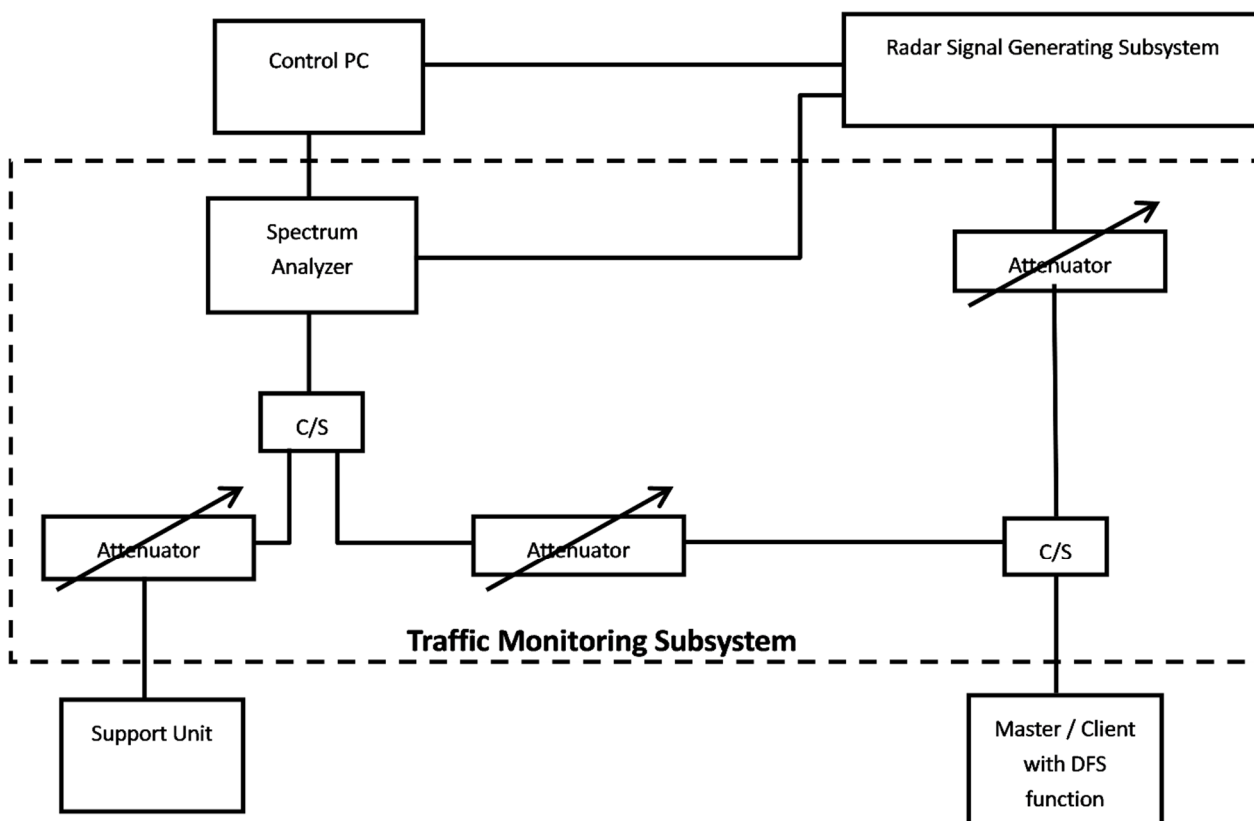 Control PC
Radar Signal Generating Subsystem
Spectrum
Analyzer
Attenuator
C/S
Attenuator
Attenuator
C/S
Traffic Monitoring Subsystem
Support Unit
Master / Client
with DFS
function